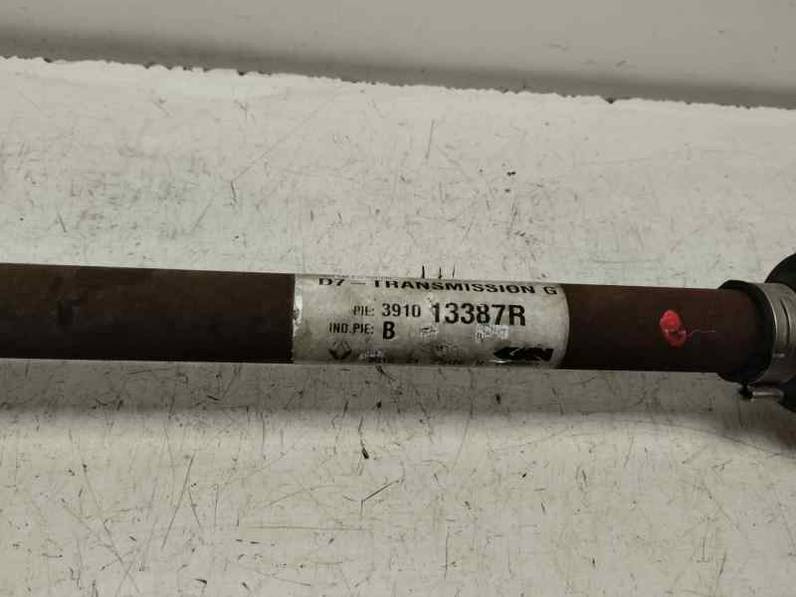 D7-TRANSMISSION G
PIE: 3910 13387R
IND.PIE: B